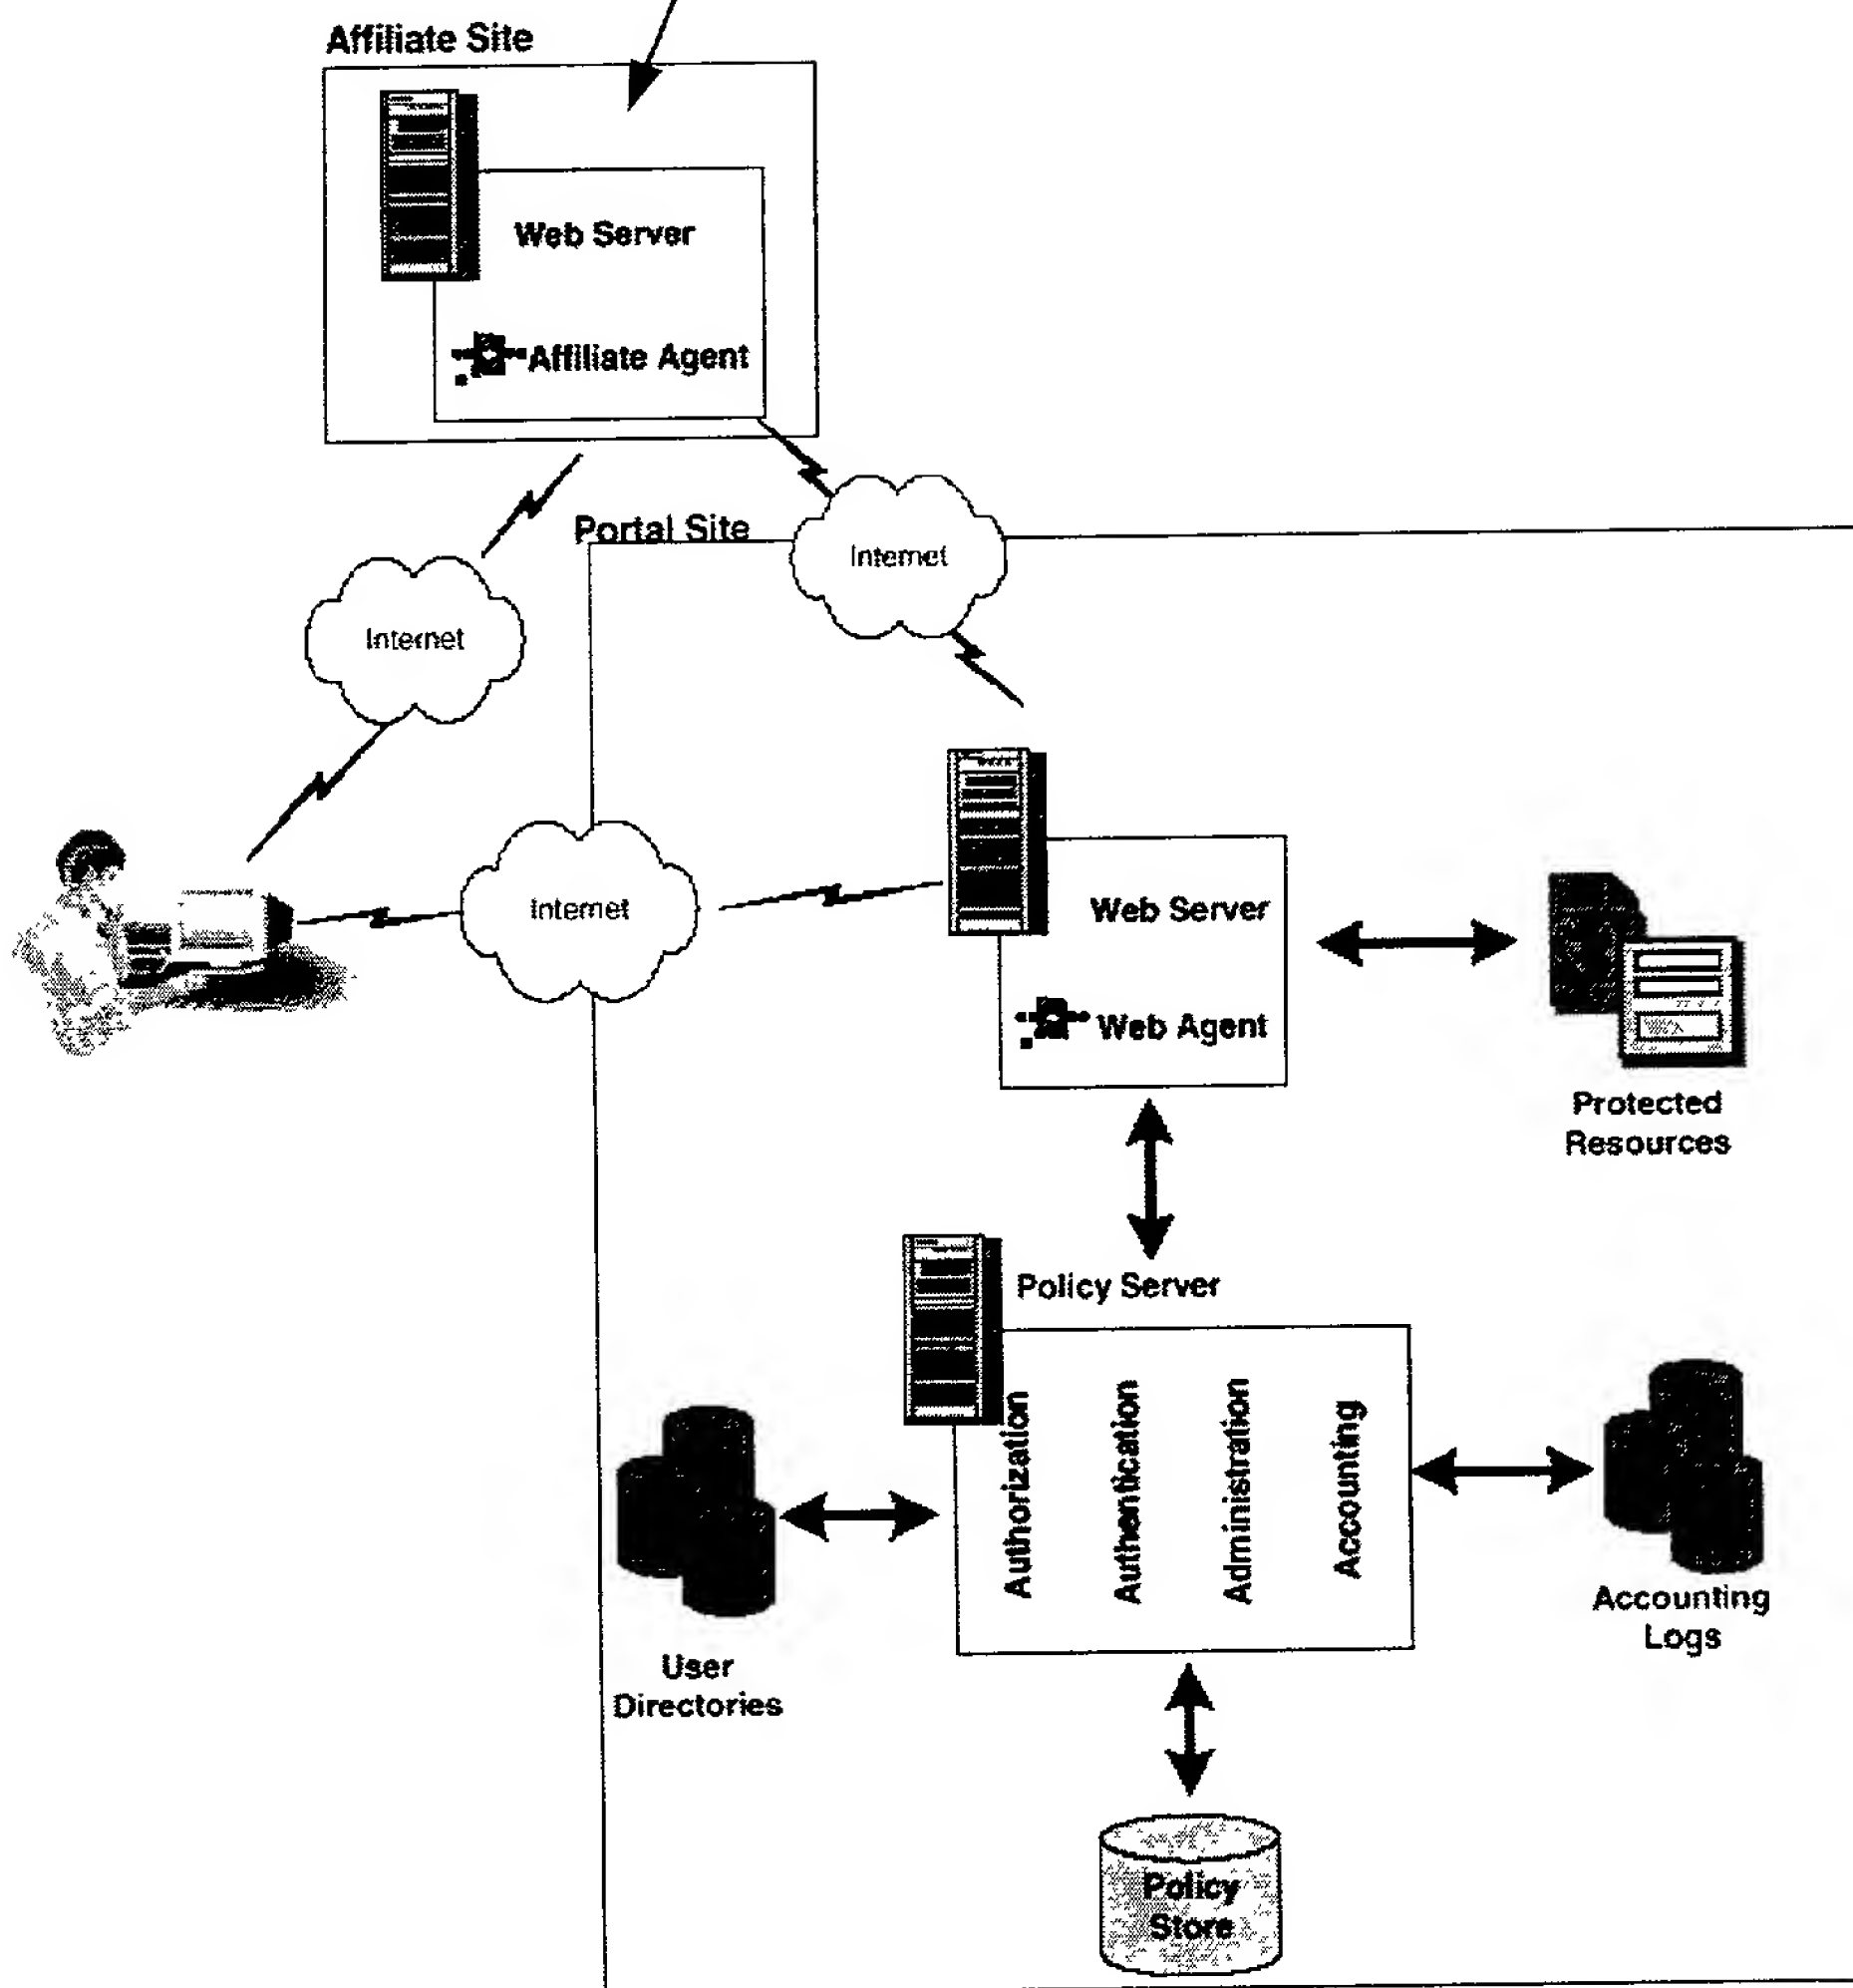 Affiliate Site
Web Server
Affiliate Agent
Portal Site
Internet
Internet
Internet
Web Server
Web Agent
Protected
Resources
Policy Server
Authorization
Authentication
Administration
Accounting
User
Directories
Accounting
Logs
Policy
Store